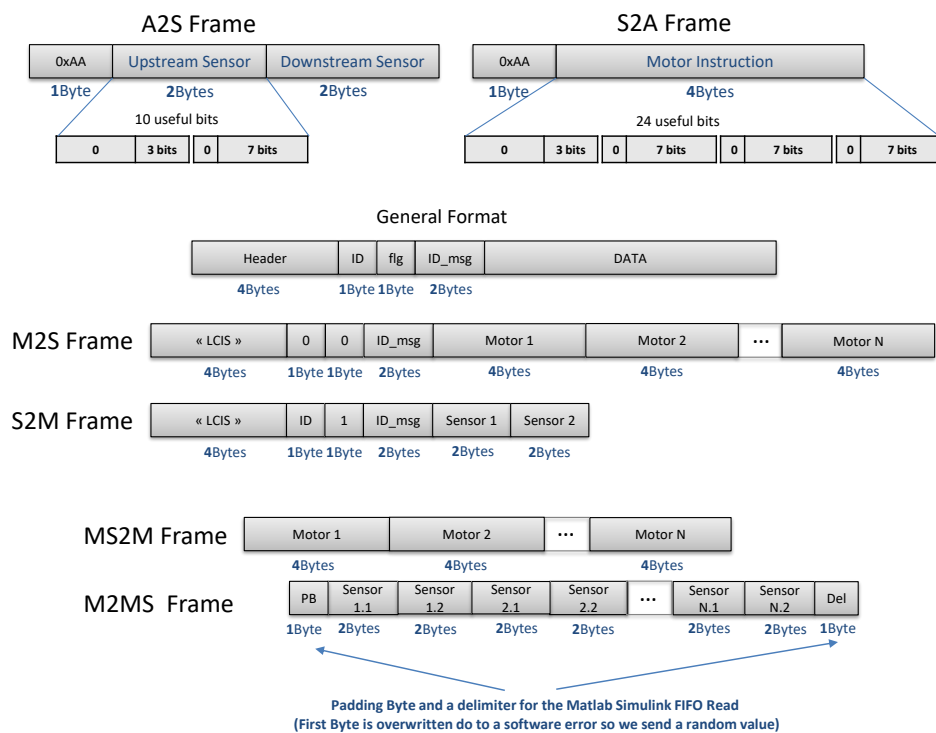 A2S Frame
S2A Frame
0xAA Upstream Sensor Downstream Sensor
0xAA Motor Instruction
1Byte 2Bytes 2Bytes
1Byte 4Bytes
10 useful bits
24 useful bits
0 3 bits 0 7 bits
0 3 bits 0 7 bits 0 7 bits 0 7 bits
General Format
Header ID flg ID_msg DATA
4Bytes 1Byte 1Byte 2Bytes
M2S Frame
« LCIS » 0 0 ID_msg Motor 1 Motor 2 ... Motor N
4Bytes 1Byte 1Byte 2Bytes 4Bytes 4Bytes 4Bytes
S2M Frame
« LCIS » ID 1 ID_msg Sensor 1 Sensor 2
4Bytes 1Byte 1Byte 2Bytes 2Bytes 2Bytes
MS2M Frame
Motor 1 Motor 2 ... Motor N
4Bytes 4Bytes 4Bytes
M2MS Frame
PB Sensor 1.1 Sensor 1.2 Sensor 2.1 Sensor 2.2 ... Sensor N.1 Sensor N.2 Del
1Byte 2Bytes 2Bytes 2Bytes 2Bytes 2Bytes 2Bytes 1Byte
Padding Byte and a delimiter for the Matlab Simulink FIFO Read
(First Byte is overwritten do to a software error so we send a random value)